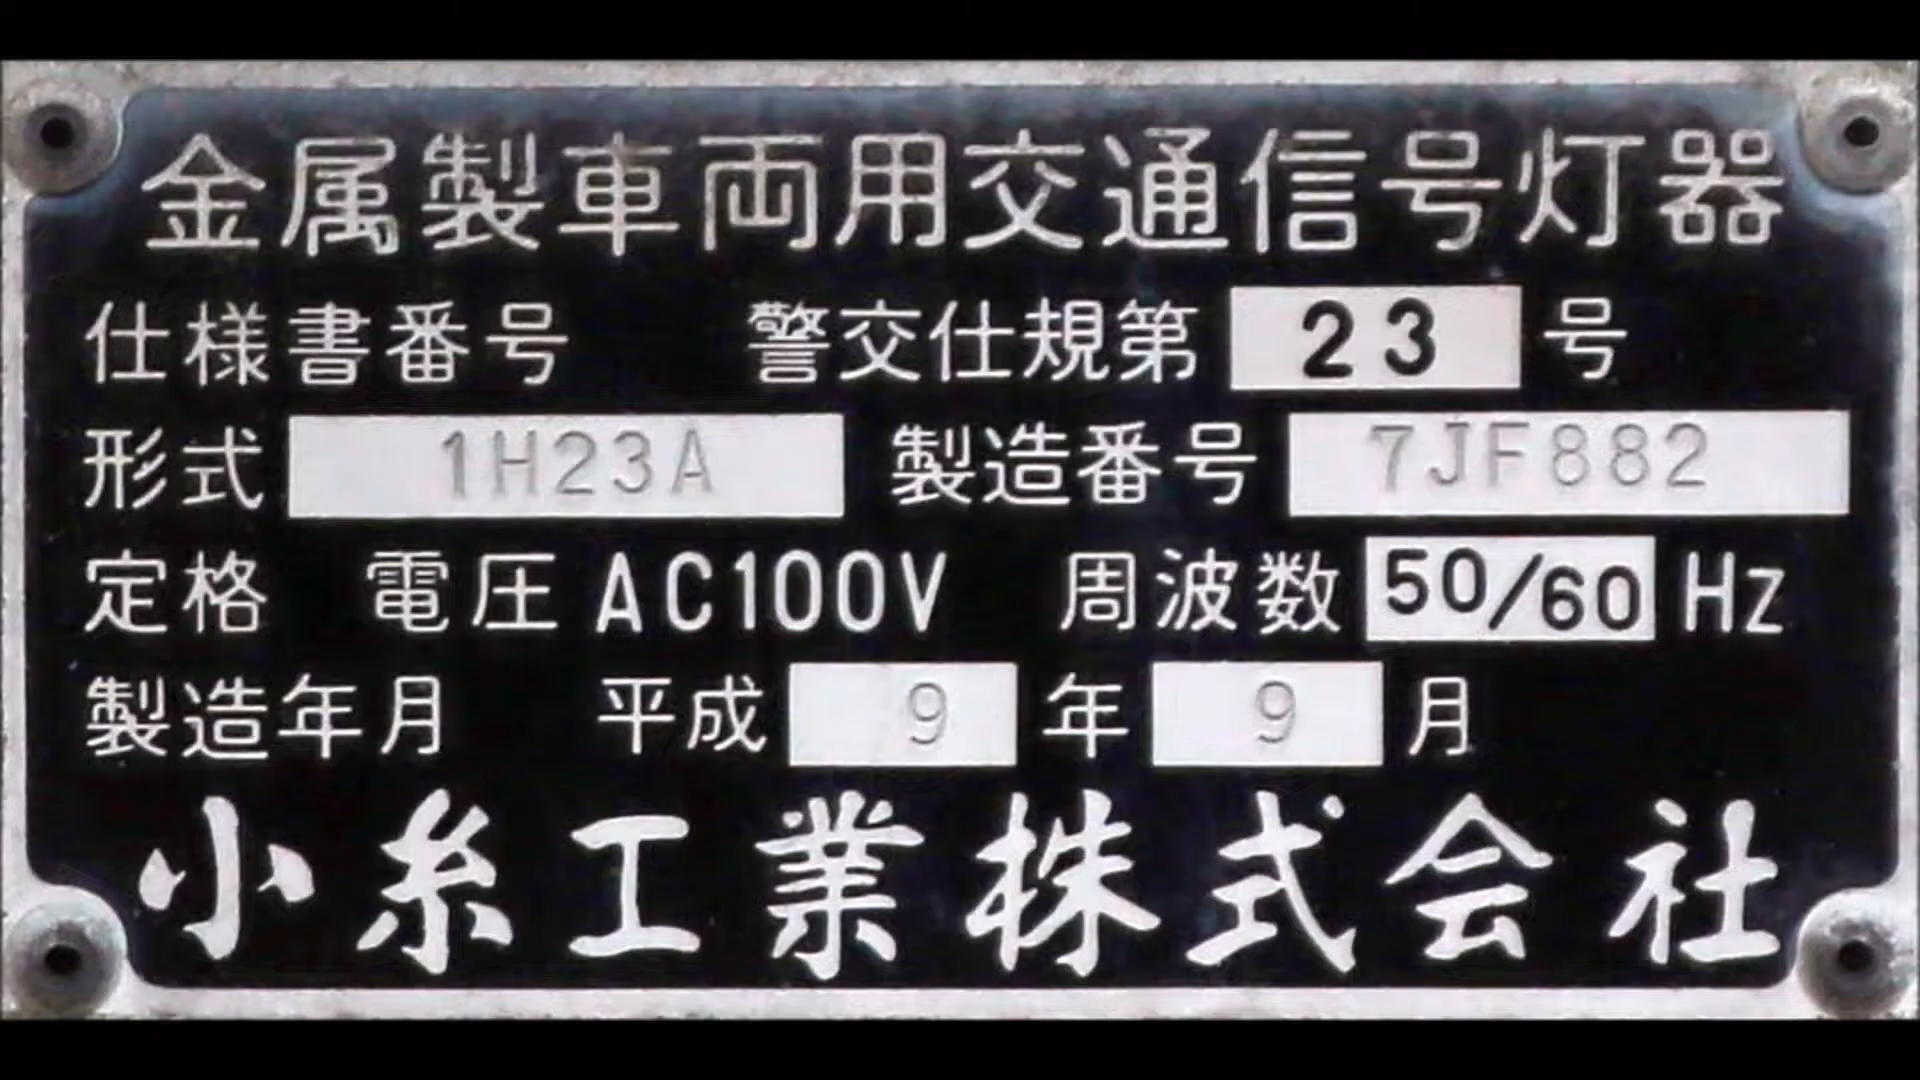 金属製車両用交通信号灯器
仕様書番号 警交仕規第 23 号
形式 1H23A 製造番号 7JF882
定格 電圧 AC100V 周波数 50/60 Hz
製造年月 平成 9 年 9 月
小糸工業株式会社